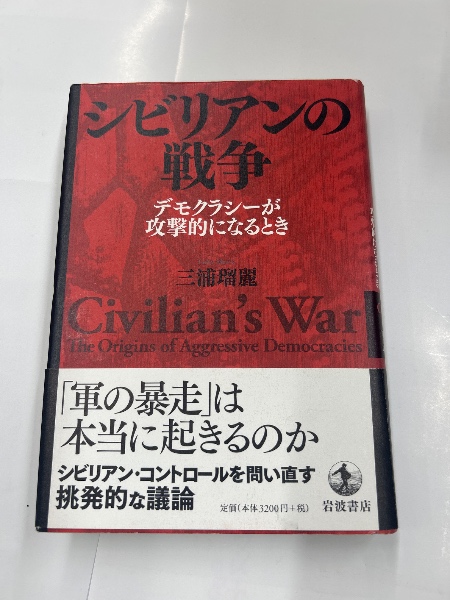 シビリアンの
戦争
デモクラシーが
攻撃的になるとき
三浦瑠麗
Civilian's War
The Origins of Aggressive Democracies
「軍の暴走」は
本当に起きるのか
シビリアン・コントロールを問い直す
挑発的な議論
定価(本体3200円+税)
岩波書店